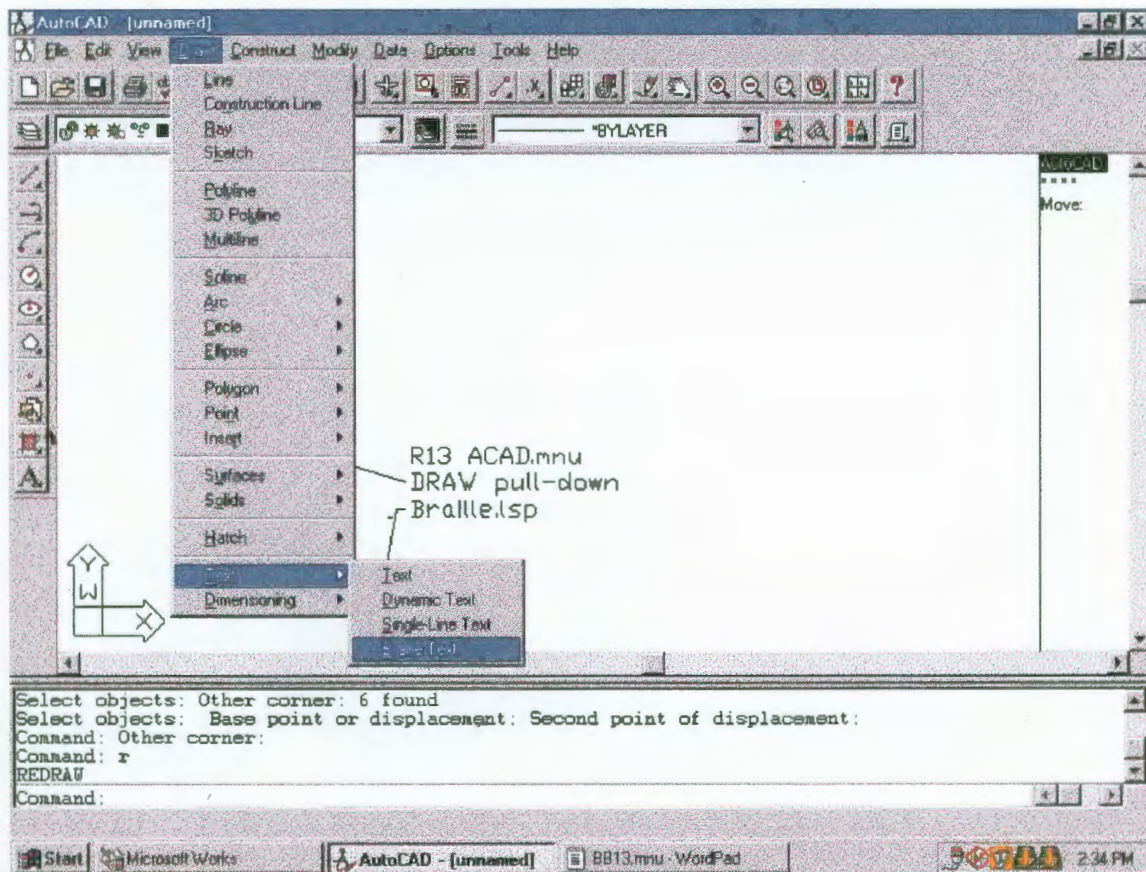 AutoCAD - [unnamed]
File Edit View Draw Construct Modify Data Options Tools Help
"BYLAYER
Line
Construction Line
Ray
Sketch
Polyline
3D Polyline
Multiline
Spline
Arc
Circle
Ellipse
Polygon
Point
Insert
Surfaces
Solids
Hatch
Text
Dimensioning
Text
Dynamic Text
Single-Line Text
Braille Text
AutoCAD
* * * *
Move:
A
R13 ACAD.mnu
DRAW pull-down
Braille.lsp
Y
W
X
Select objects: Other corner: 6 found
Select objects: Base point or displacement: Second point of displacement:
Command: Other corner:
Command: r
REDRAW
Command:
Start Microsoft Works AutoCAD - [unnamed] BB13.mnu - WordPad 2:34 PM